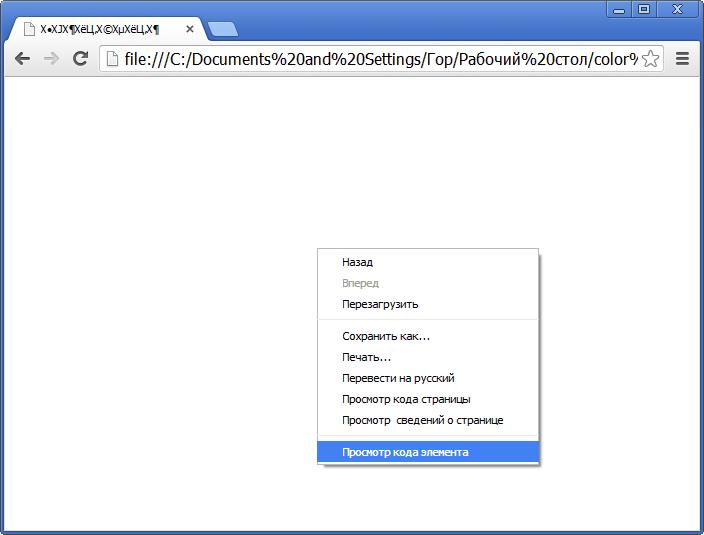 Х•ХЈХ¶ХёЦ‚Х©ХµХёЦ‚Х¶
file:///C:/Documents%20and%20Settings/Гор/Рабочий%20стол/color%
Назад
Вперед
Перезагрузить
Сохранить как...
Печать...
Перевести на русский
Просмотр кода страницы
Просмотр сведений о странице
Просмотр кода элемента